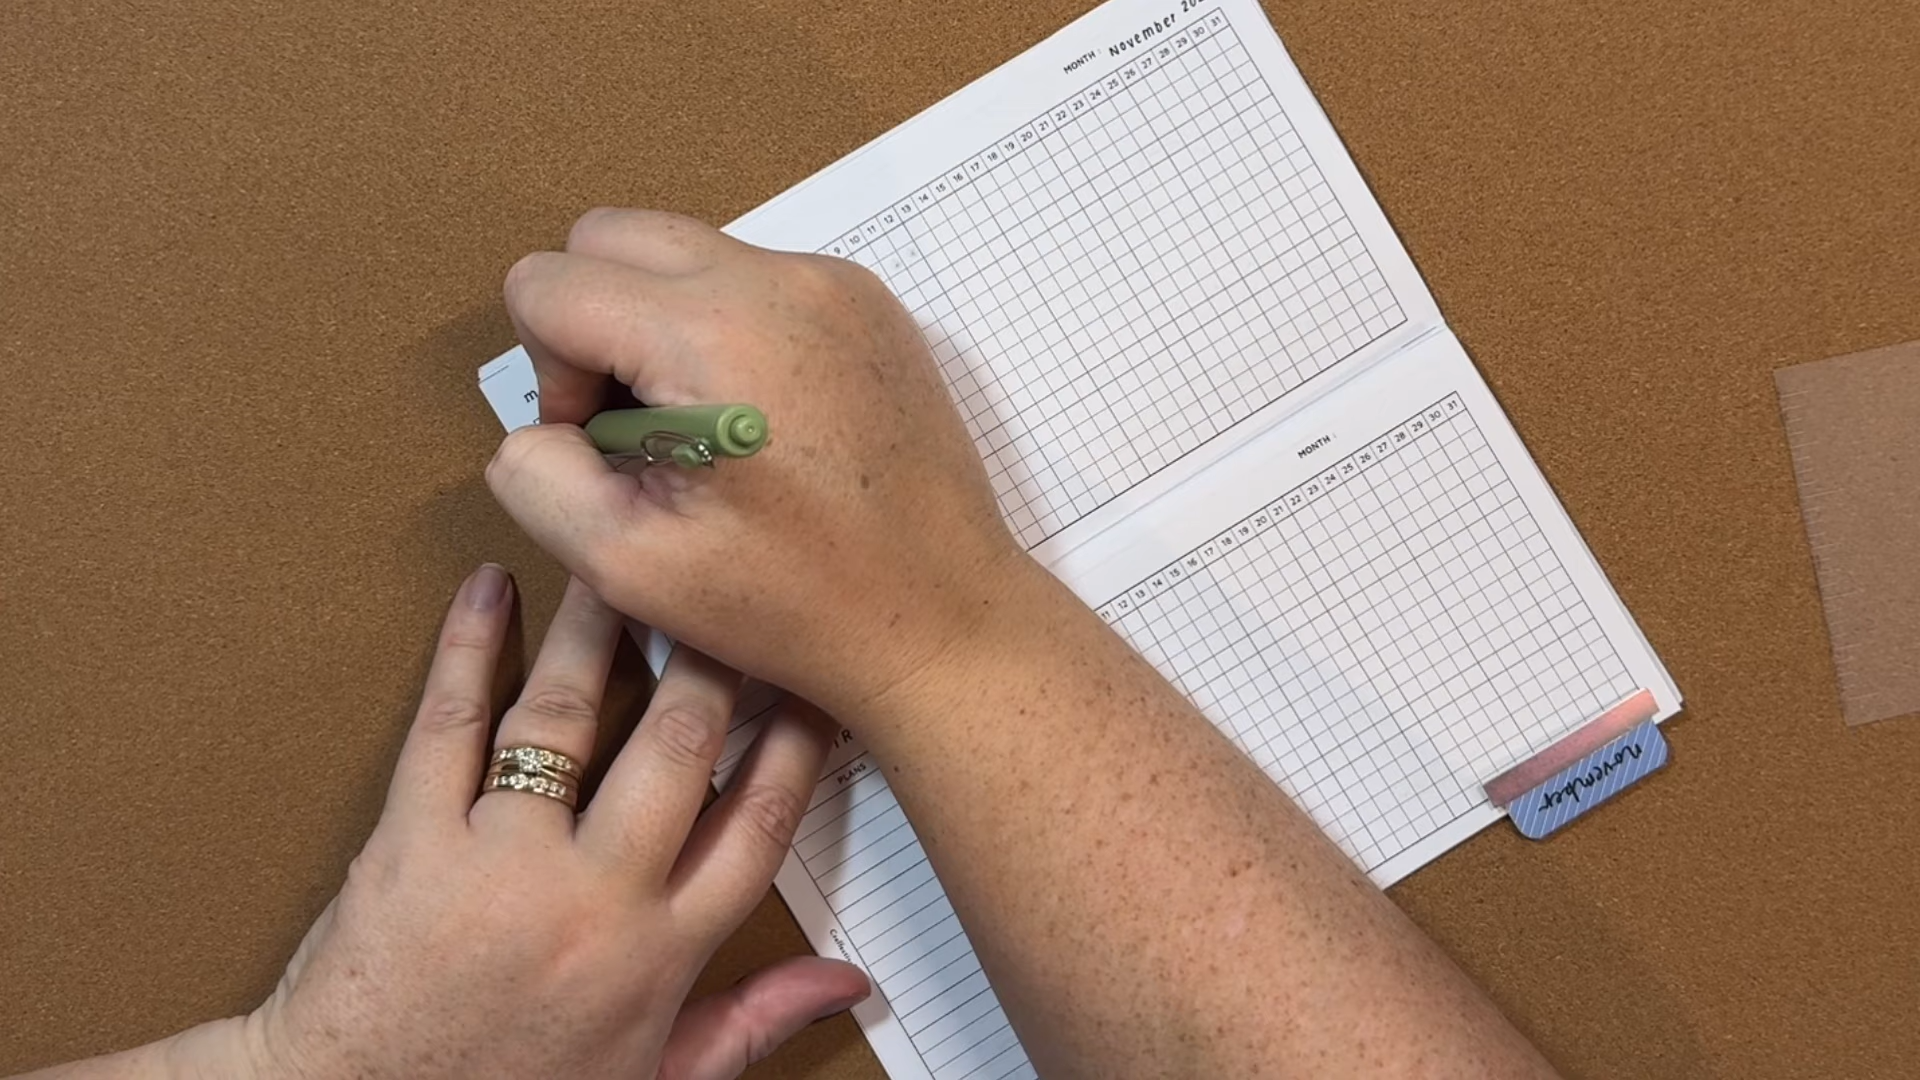 MONTH : November 20
9 10 11 12 13 14 15 16 17 18 19 20 21 22 23 24 25 26 27 28 29 30 31
m
MONTH :
11 12 13 14 15 16 17 18 19 20 21 22 23 24 25 26 27 28 29 30 31
november
PLANS